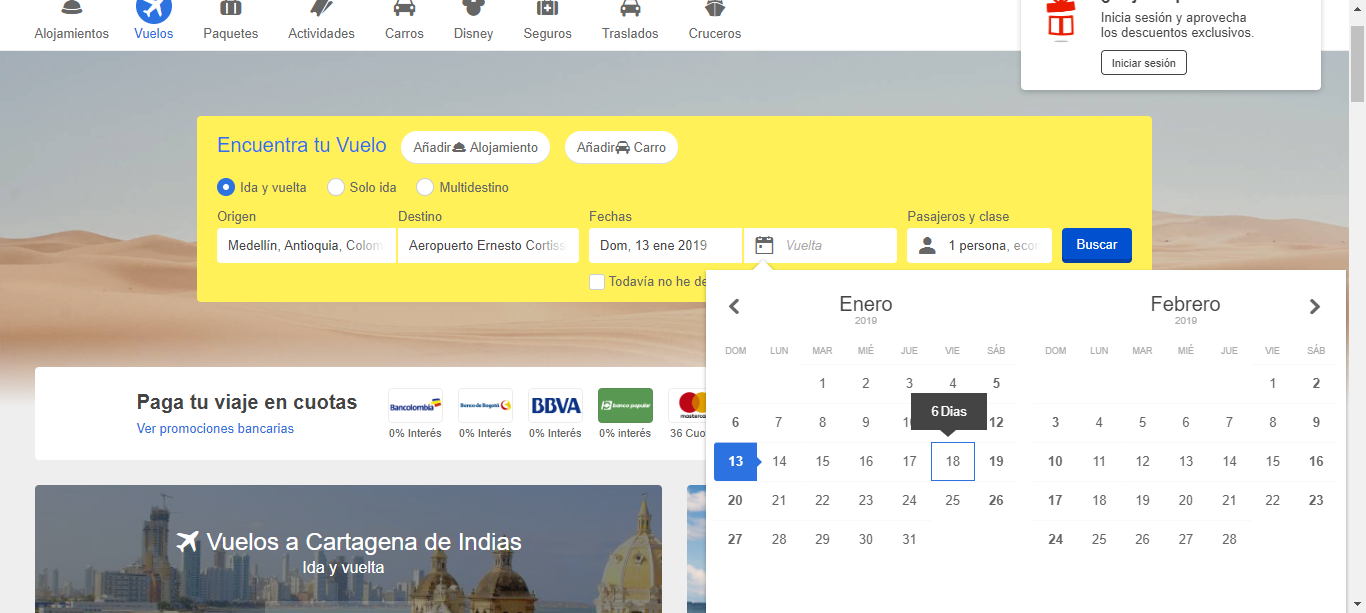 Alojamientos
Vuelos
Paquetes
Actividades
Carros
Disney
Seguros
Traslados
Cruceros
Inicia sesión y aprovecha
los descuentos exclusivos.
Iniciar sesión
Encuentra tu Vuelo
Añadir Alojamiento
Añadir Carro
Ida y vuelta
Solo ida
Multidestino
Origen
Destino
Fechas
Pasajeros y clase
Medellín, Antioquia, Colom
Aeropuerto Ernesto Cortiss
Dom, 13 ene 2019
Vuelta
1 persona, econ
Buscar
Todavía no he de
Enero
2019
DOM LUN MAR MIÉ JUE VIE SÁB
1 2 3 4 5
6 7 8 9 10 12
6 Dias
13 14 15 16 17 18 19
20 21 22 23 24 25 26
27 28 29 30 31
Febrero
2019
DOM LUN MAR MIÉ JUE VIE SÁB
1 2
3 4 5 6 7 8 9
10 11 12 13 14 15 16
17 18 19 20 21 22 23
24 25 26 27 28
Paga tu viaje en cuotas
Ver promociones bancarias
Bancolombia
Banco de Bogotá
BBVA
banco popular
masterca
0% Interés
0% Interés
0% Interés
0% interés
36 Cuo
Vuelos a Cartagena de Indias
Ida y vuelta